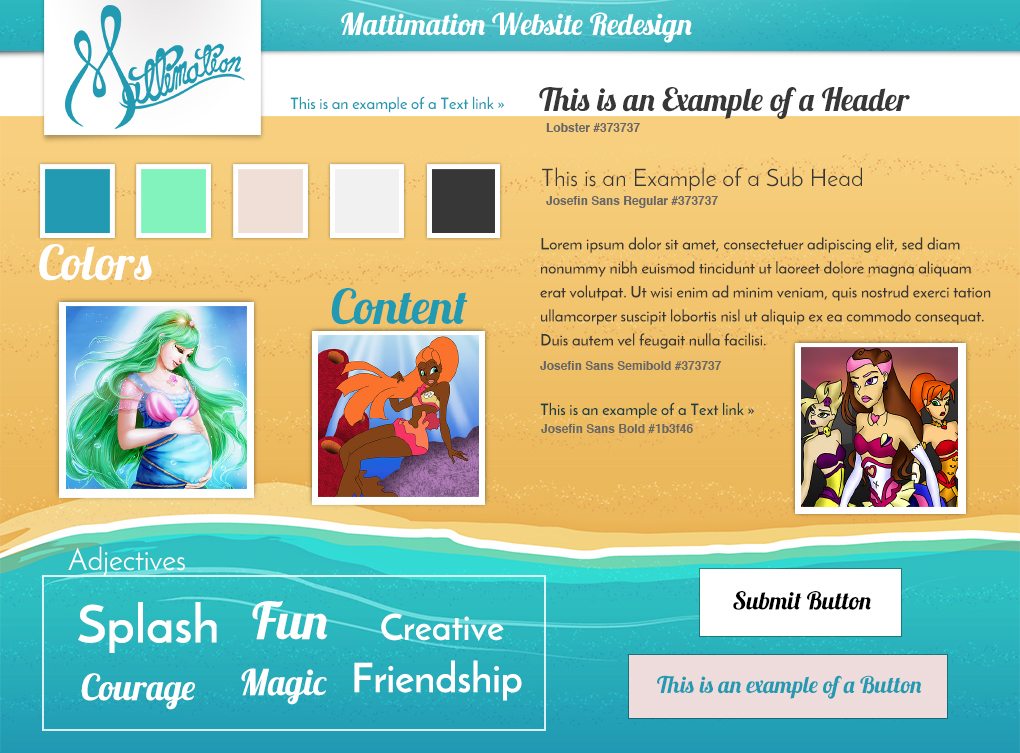 Mattimation Website Redesign
Mattimation
This is an example of a Text link »
This is an Example of a Header
Lobster #373737
This is an Example of a Sub Head
Josefin Sans Regular #373737
Colors
Content
Lorem ipsum dolor sit amet, consectetuer adipiscing elit, sed diam
nonummy nibh euismod tincidunt ut laoreet dolore magna aliquam
erat volutpat. Ut wisi enim ad minim veniam, quis nostrud exerci tation
ullamcorper suscipit lobortis nisl ut aliquip ex ea commodo consequat.
Duis autem vel feugait nulla facilisi.
Josefin Sans Semibold #373737
This is an example of a Text link »
Josefin Sans Bold #1b3f46
Adjectives
Splash
Fun
Creative
Courage
Magic
Friendship
Submit Button
This is an example of a Button